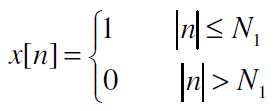 x[n] = { 1   |n| ≤ N₁
0   |n| > N₁